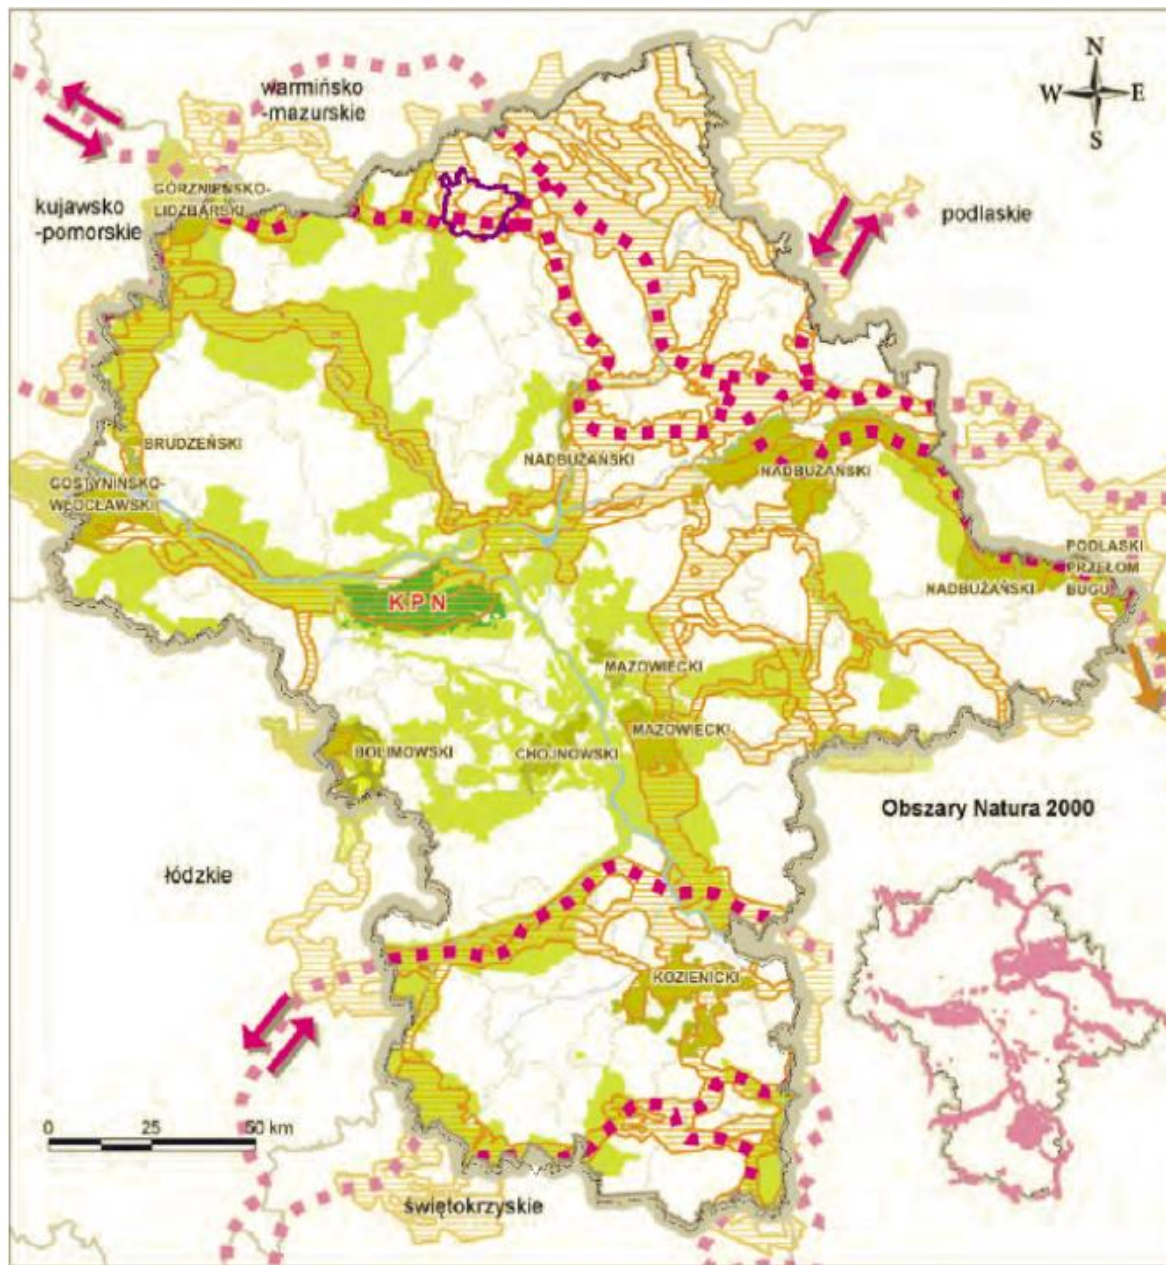 N
W E
S
warmińsko
-mazurskie
kujawsko
-pomorskie
GÓRZNIEŃSKO-
LIDZBARSKI
podlaskie
BRUDZEŃSKI
GOSTYNIŃSKO-
WŁOCŁAWSKI
NADBUŻAŃSKI
NADBUŻAŃSKI
PODLASKI
PRZEŁOM
BUGU
NADBUŻAŃSKI
KPN
MAZOWIECKI
MAZOWIECKI
BOLIMOWSKI
CHOJNOWSKI
Obszary Natura 2000
łódzkie
KOZIENICKI
0 25 50 km
świętokrzyskie